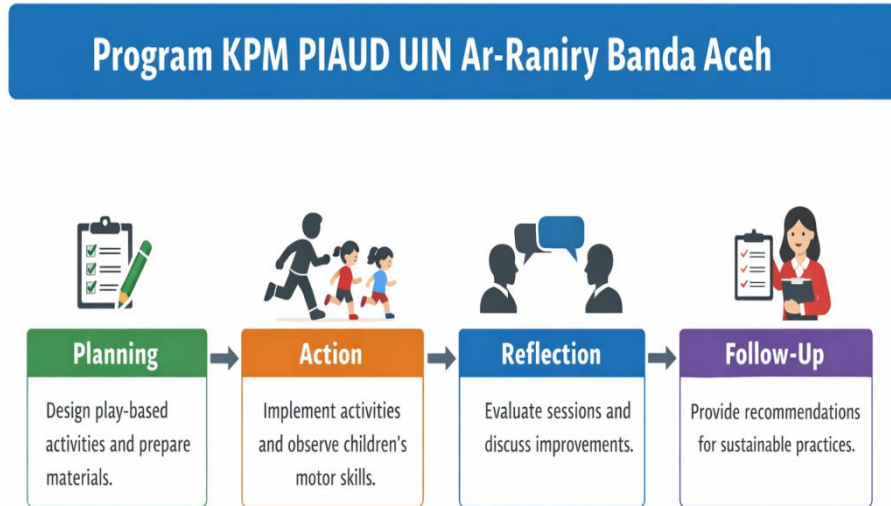 Program KPM PIAUD UIN Ar-Raniry Banda Aceh
Planning
Design play-based
activities and prepare
materials.
Action
Implement activities
and observe children's
motor skills.
Reflection
Evaluate sessions and
discuss improvements.
Follow-Up
Provide recommendations
for sustainable practices.